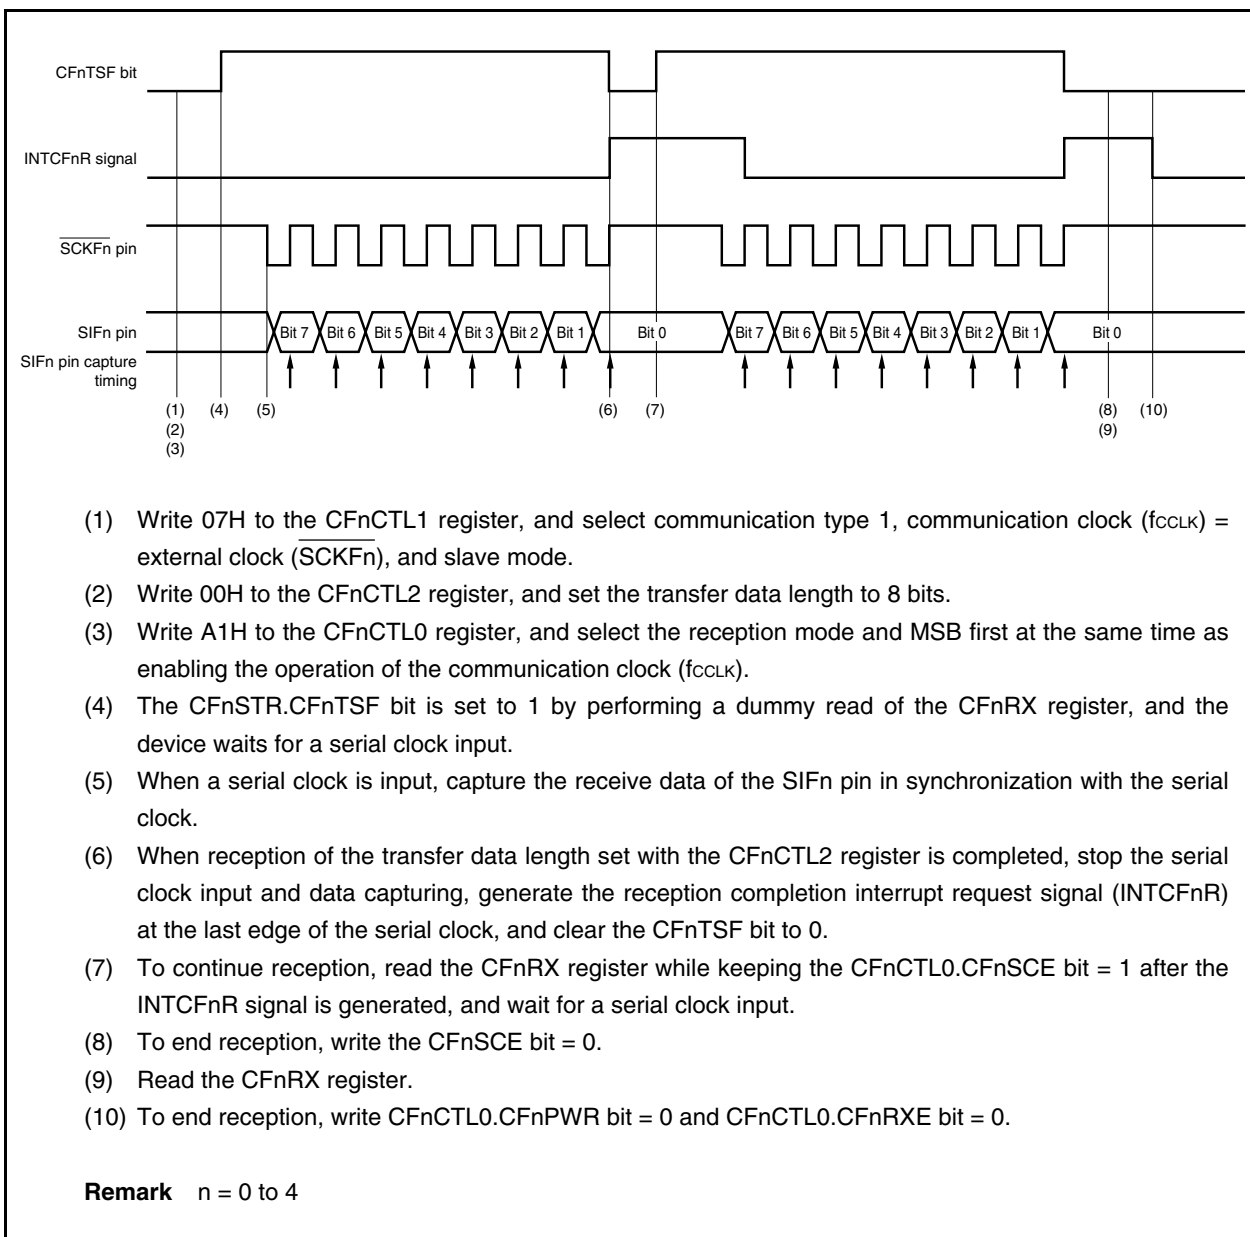 CFnTSF bit
INTCFnR signal
SCKFn pin
SIFn pin
Bit 7 Bit 6 Bit 5 Bit 4 Bit 3 Bit 2 Bit 1 Bit 0 Bit 7 Bit 6 Bit 5 Bit 4 Bit 3 Bit 2 Bit 1 Bit 0
SIFn pin capture
timing
(1) (4) (5) (6) (7) (8) (10)
(2) (9)
(3)
(1) Write 07H to the CFnCTL1 register, and select communication type 1, communication clock (fCCLK) =
external clock (SCKFn), and slave mode.
(2) Write 00H to the CFnCTL2 register, and set the transfer data length to 8 bits.
(3) Write A1H to the CFnCTL0 register, and select the reception mode and MSB first at the same time as
enabling the operation of the communication clock (fCCLK).
(4) The CFnSTR.CFnTSF bit is set to 1 by performing a dummy read of the CFnRX register, and the
device waits for a serial clock input.
(5) When a serial clock is input, capture the receive data of the SIFn pin in synchronization with the serial
clock.
(6) When reception of the transfer data length set with the CFnCTL2 register is completed, stop the serial
clock input and data capturing, generate the reception completion interrupt request signal (INTCFnR)
at the last edge of the serial clock, and clear the CFnTSF bit to 0.
(7) To continue reception, read the CFnRX register while keeping the CFnCTL0.CFnSCE bit = 1 after the
INTCFnR signal is generated, and wait for a serial clock input.
(8) To end reception, write the CFnSCE bit = 0.
(9) Read the CFnRX register.
(10) To end reception, write CFnCTL0.CFnPWR bit = 0 and CFnCTL0.CFnRXE bit = 0.
Remark n = 0 to 4